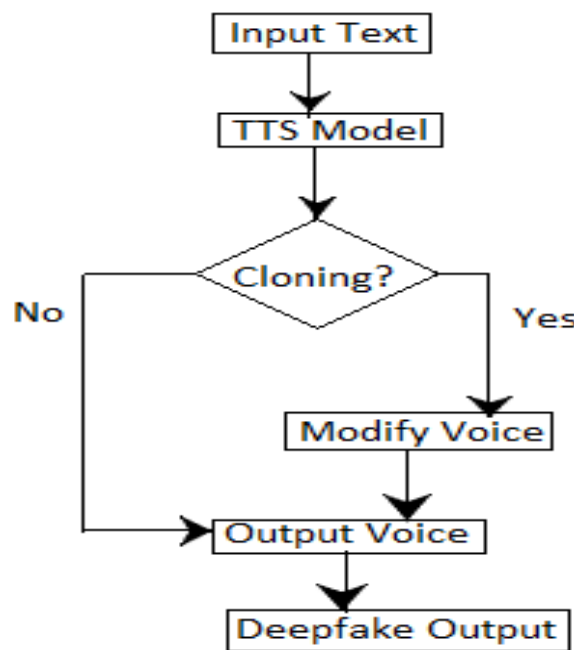 Input Text
TTS Model
Cloning?
No
Yes
Modify Voice
Output Voice
Deepfake Output